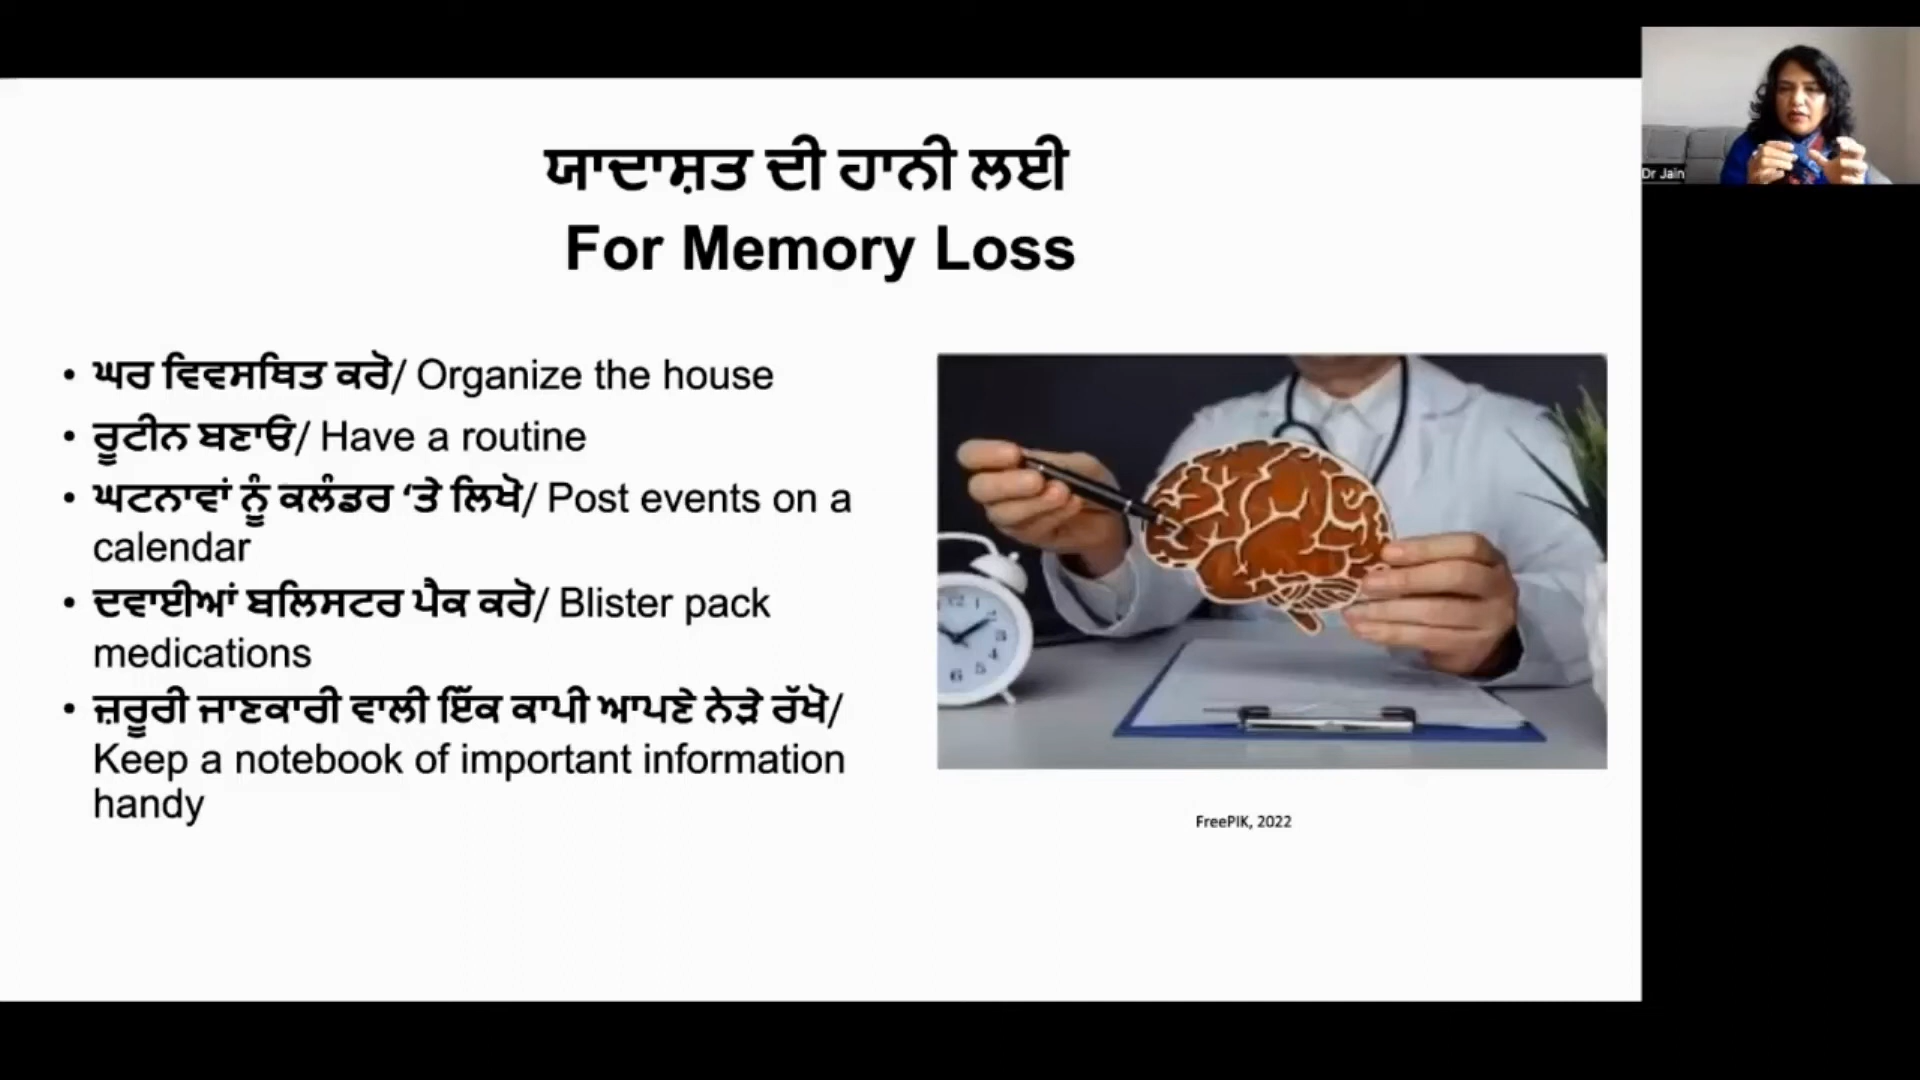 ਯਾਦਾਸ਼ਤ ਦੀ ਹਾਨੀ ਲਈ
For Memory Loss
• ਘਰ ਵਿਵਸਥਿਤ ਕਰੋ/ Organize the house
• ਰੂਟੀਨ ਬਣਾਓ/ Have a routine
• ਘਟਨਾਵਾਂ ਨੂੰ ਕਲੰਡਰ ‘ਤੇ ਲਿਖੋ/ Post events on a
calendar
• ਦਵਾਈਆਂ ਬਲਿਸਟਰ ਪੈਕ ਕਰੋ/ Blister pack
medications
• ਜ਼ਰੂਰੀ ਜਾਣਕਾਰੀ ਵਾਲੀ ਇੱਕ ਕਾਪੀ ਆਪਣੇ ਨੇੜੇ ਰੱਖੋ/
Keep a notebook of important information
handy
FreePIK, 2022
Dr Jain